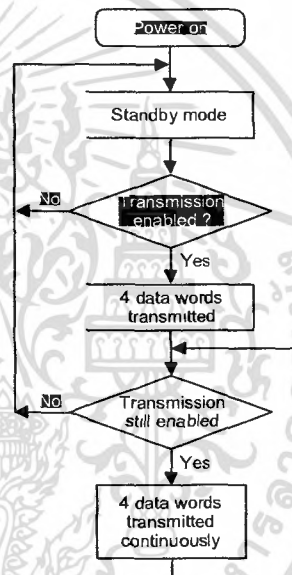 Power on
Standby mode
Transmission
enabled ?
No
Yes
4 data words
transmitted
Transmission
still enabled
No
Yes
4 data words
transmitted
continuously